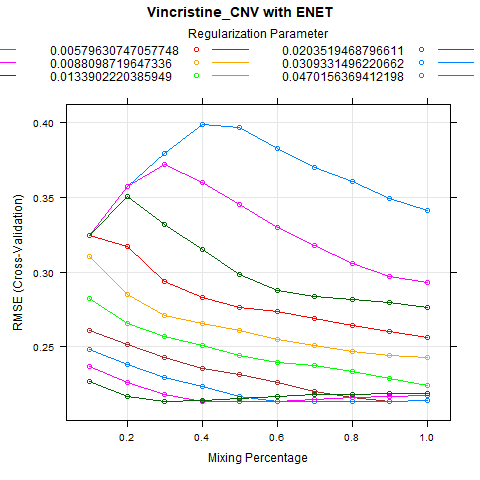 Vincristine_CNV with ENET
Regularization Parameter
0.00579630747057748 0.0203519468796611
0.0088098719647336 0.0309331496220662
0.0133902220385949 0.0470156369412198
0.40
0.35
0.30
0.25
RMSE (Cross-Validation)
0.2 0.4 0.6 0.8 1.0
Mixing Percentage